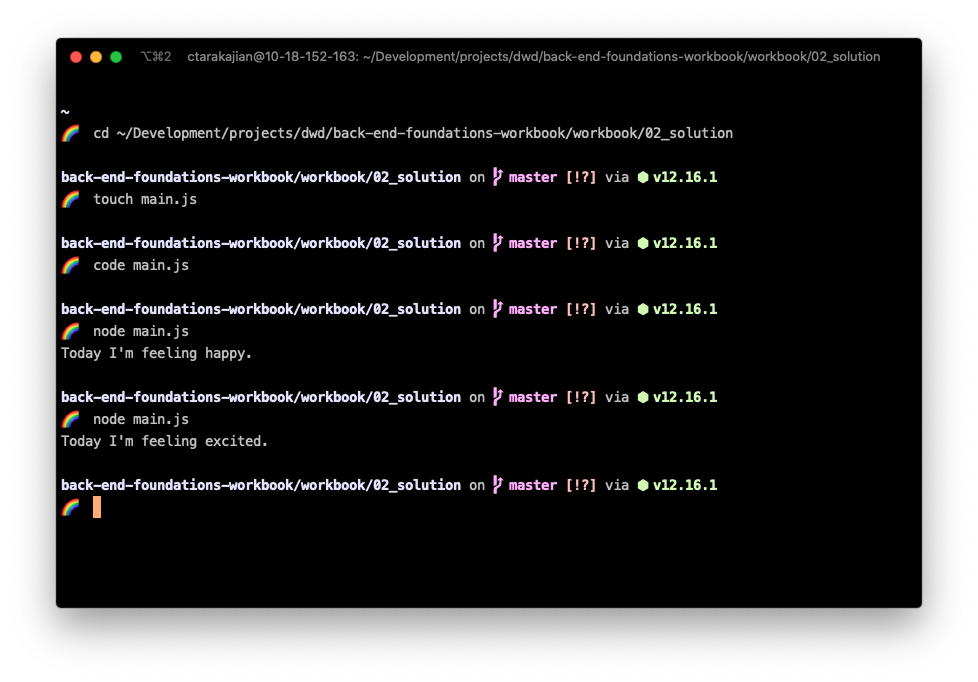 ⌥⌘2 ctarakajian@10-18-152-163: ~/Development/projects/dwd/back-end-foundations-workbook/workbook/02_solution
~
cd ~/Development/projects/dwd/back-end-foundations-workbook/workbook/02_solution
back-end-foundations-workbook/workbook/02_solution on master [!?] via ⬢ v12.16.1
touch main.js
back-end-foundations-workbook/workbook/02_solution on master [!?] via ⬢ v12.16.1
code main.js
back-end-foundations-workbook/workbook/02_solution on master [!?] via ⬢ v12.16.1
node main.js
Today I'm feeling happy.
back-end-foundations-workbook/workbook/02_solution on master [!?] via ⬢ v12.16.1
node main.js
Today I'm feeling excited.
back-end-foundations-workbook/workbook/02_solution on master [!?] via ⬢ v12.16.1